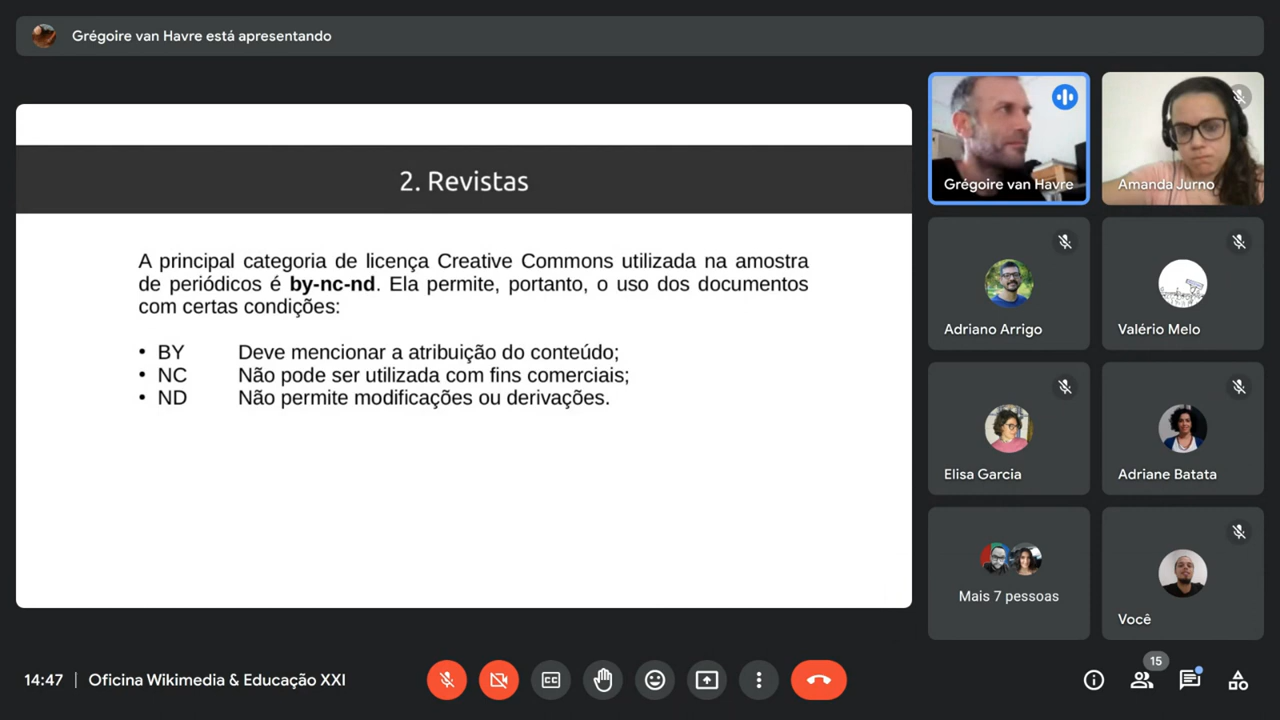 Grégoire van Havre está apresentando
2. Revistas
A principal categoria de licença Creative Commons utilizada na amostra
de periódicos é by-nc-nd. Ela permite, portanto, o uso dos documentos
com certas condições:
• BY Deve mencionar a atribuição do conteúdo;
• NC Não pode ser utilizada com fins comerciais;
• ND Não permite modificações ou derivações.
Grégoire van Havre
Amanda Jurno
Adriano Arrigo
Valério Melo
Elisa Garcia
Adriane Batata
Mais 7 pessoas
Você
14:47 | Oficina Wikimedia & Educação XXI
CC
15